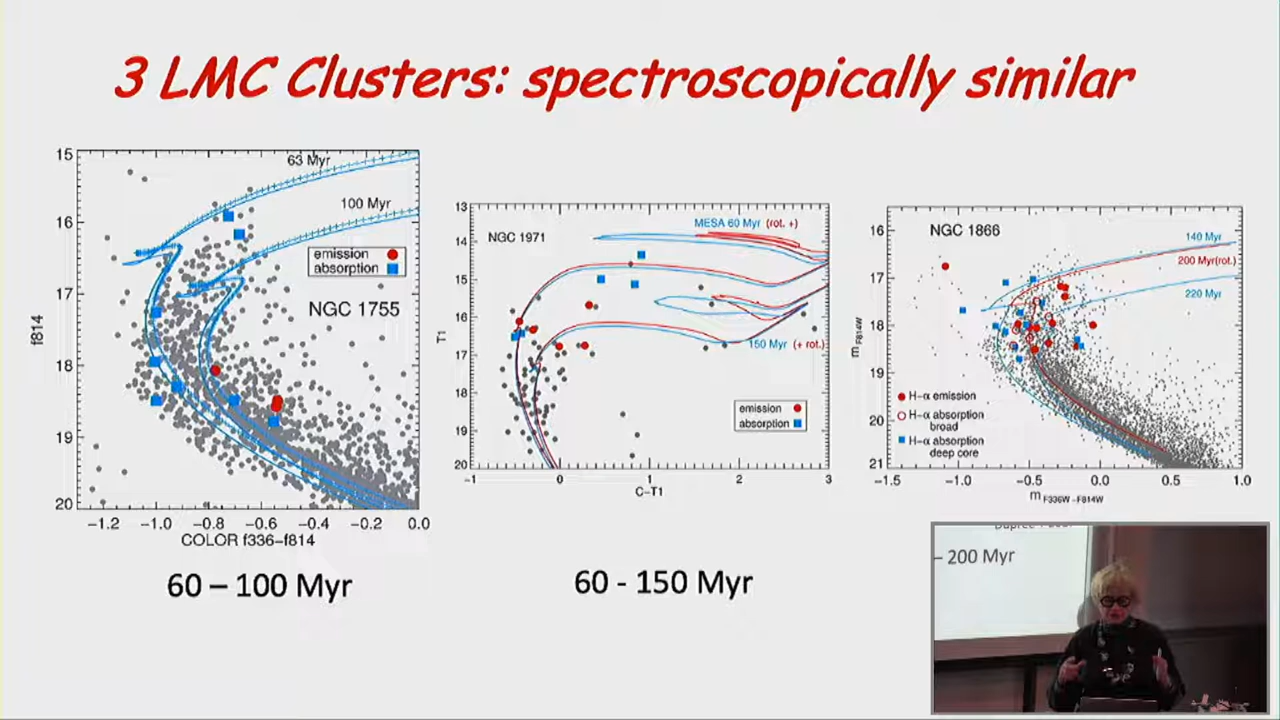 3 LMC Clusters: spectroscopically similar
15
16
17
18
19
20
f814
63 Myr
100 Myr
emission
absorption
NGC 1755
−1.2 −1.0 −0.8 −0.6 −0.4 −0.2 0.0
COLOR f336−f814
60 – 100 Myr
13
14
15
16
17
18
19
20
T1
NGC 1971
MESA 60 Myr (rot. +)
150 Myr (+ rot.)
emission
absorption
−1 0 1 2 3
C−T1
60 - 150 Myr
16
17
18
19
20
21
m F814W
NGC 1866
140 Myr
200 Myr(rot.)
220 Myr
H−α emission
H−α absorption
broad
H−α absorption
deep core
−1.5 −1.0 −0.5 0.0 0.5 1.0
m F336W−F814W
– 200 Myr